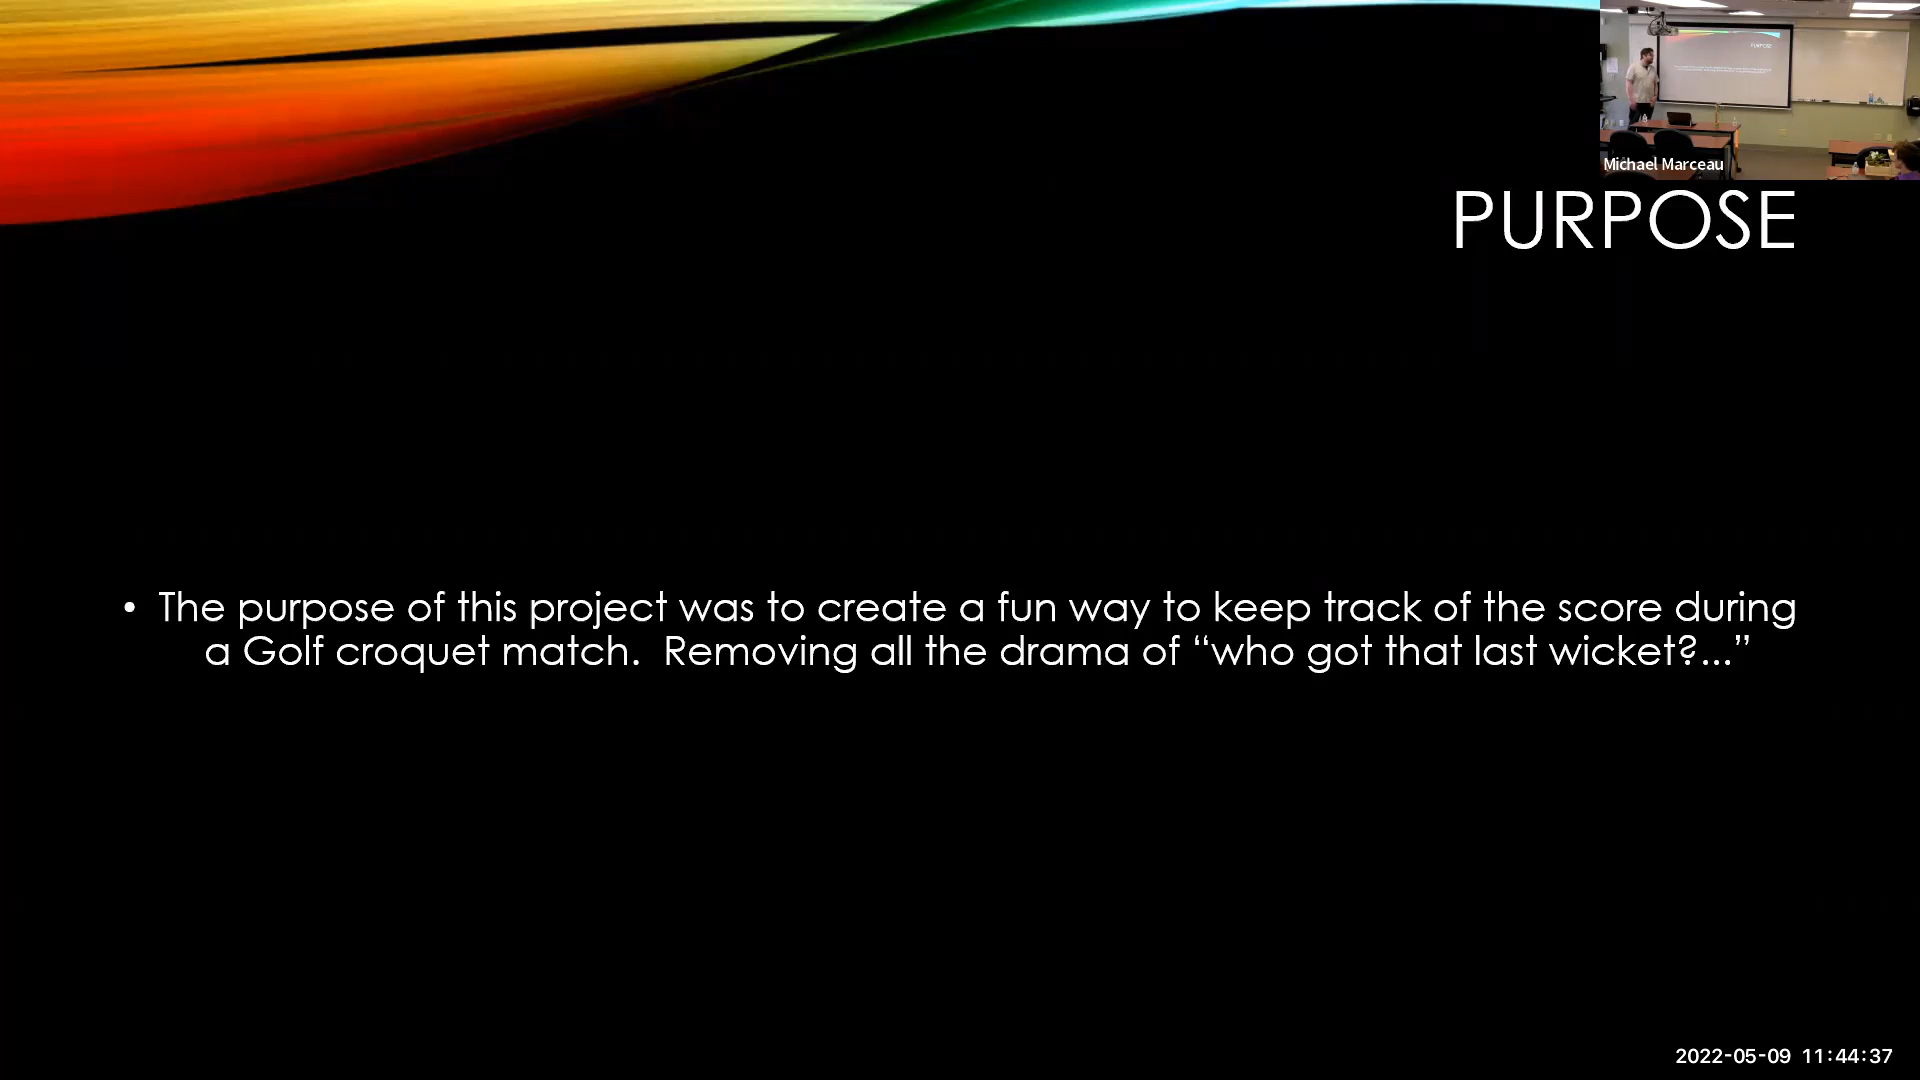 Michael Marceau
PURPOSE
• The purpose of this project was to create a fun way to keep track of the score during
a Golf croquet match.  Removing all the drama of “who got that last wicket?...”
2022-05-09 11:44:37